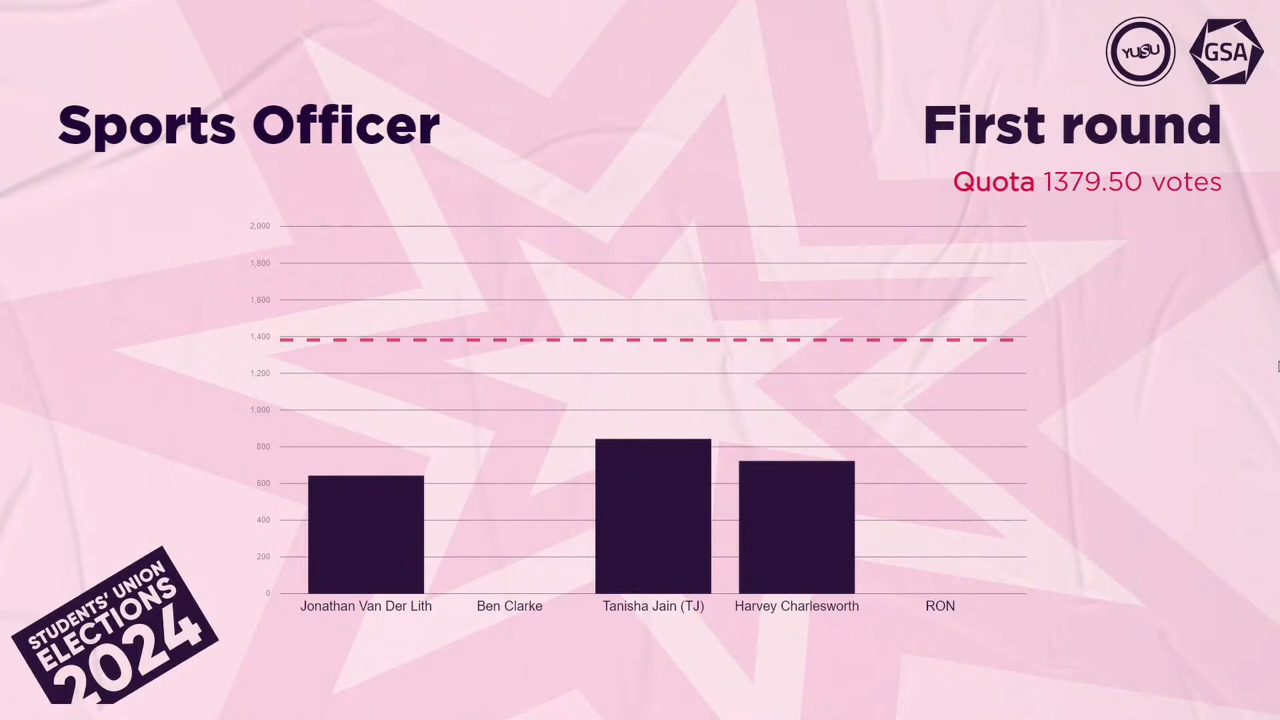 YUSU
GSA
Sports Officer
First round
Quota 1379.50 votes
2,000
1,800
1,600
1,400
1,200
1,000
800
600
400
200
0
Jonathan Van Der Lith
Ben Clarke
Tanisha Jain (TJ)
Harvey Charlesworth
RON
STUDENTS' UNION
ELECTIONS
2024